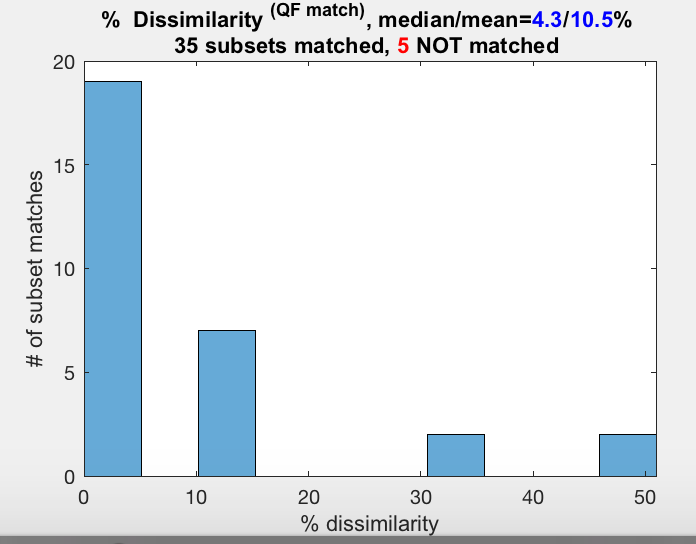 % Dissimilarity (QF match), median/mean=4.3/10.5%
35 subsets matched, 5 NOT matched
20
15
10
5
0
# of subset matches
0 10 20 30 40 50
% dissimilarity